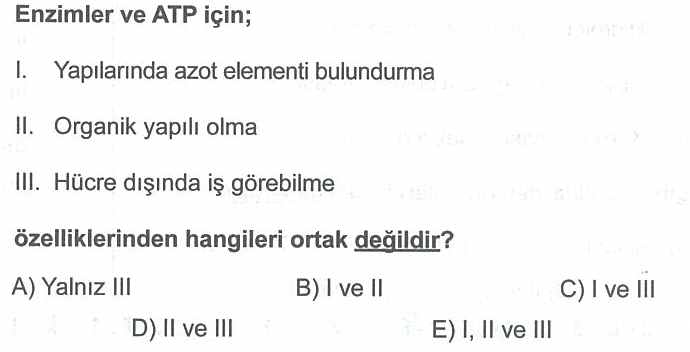 Enzimler ve ATP için;
I. Yapılarında azot elementi bulundurma
II. Organik yapılı olma
III. Hücre dışında iş görebilme
özelliklerinden hangileri ortak değildir?
A) Yalnız III B) I ve II C) I ve III
D) II ve III E) I, II ve III